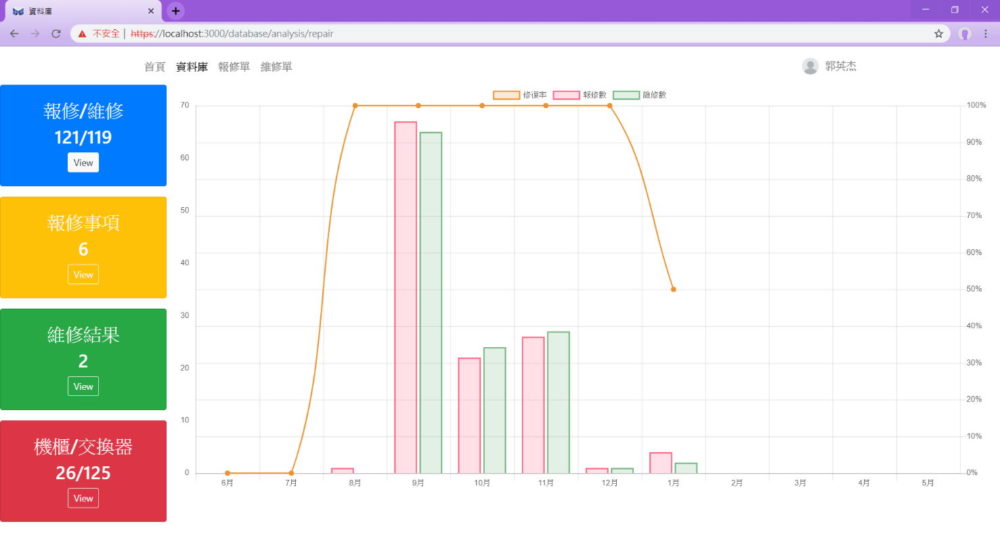 資料庫
不安全 | https://localhost:3000/database/analysis/repair
首頁 資料庫 報修單 維修單 郭英杰
報修/維修
121/119
View
報修事項
6
View
維修結果
2
View
機櫃/交換器
26/125
View
修復率 報修數 維修數
70
60
50
40
30
20
10
0
100%
90%
80%
70%
60%
50%
40%
30%
20%
10%
0%
6月 7月 8月 9月 10月 11月 12月 1月 2月 3月 4月 5月